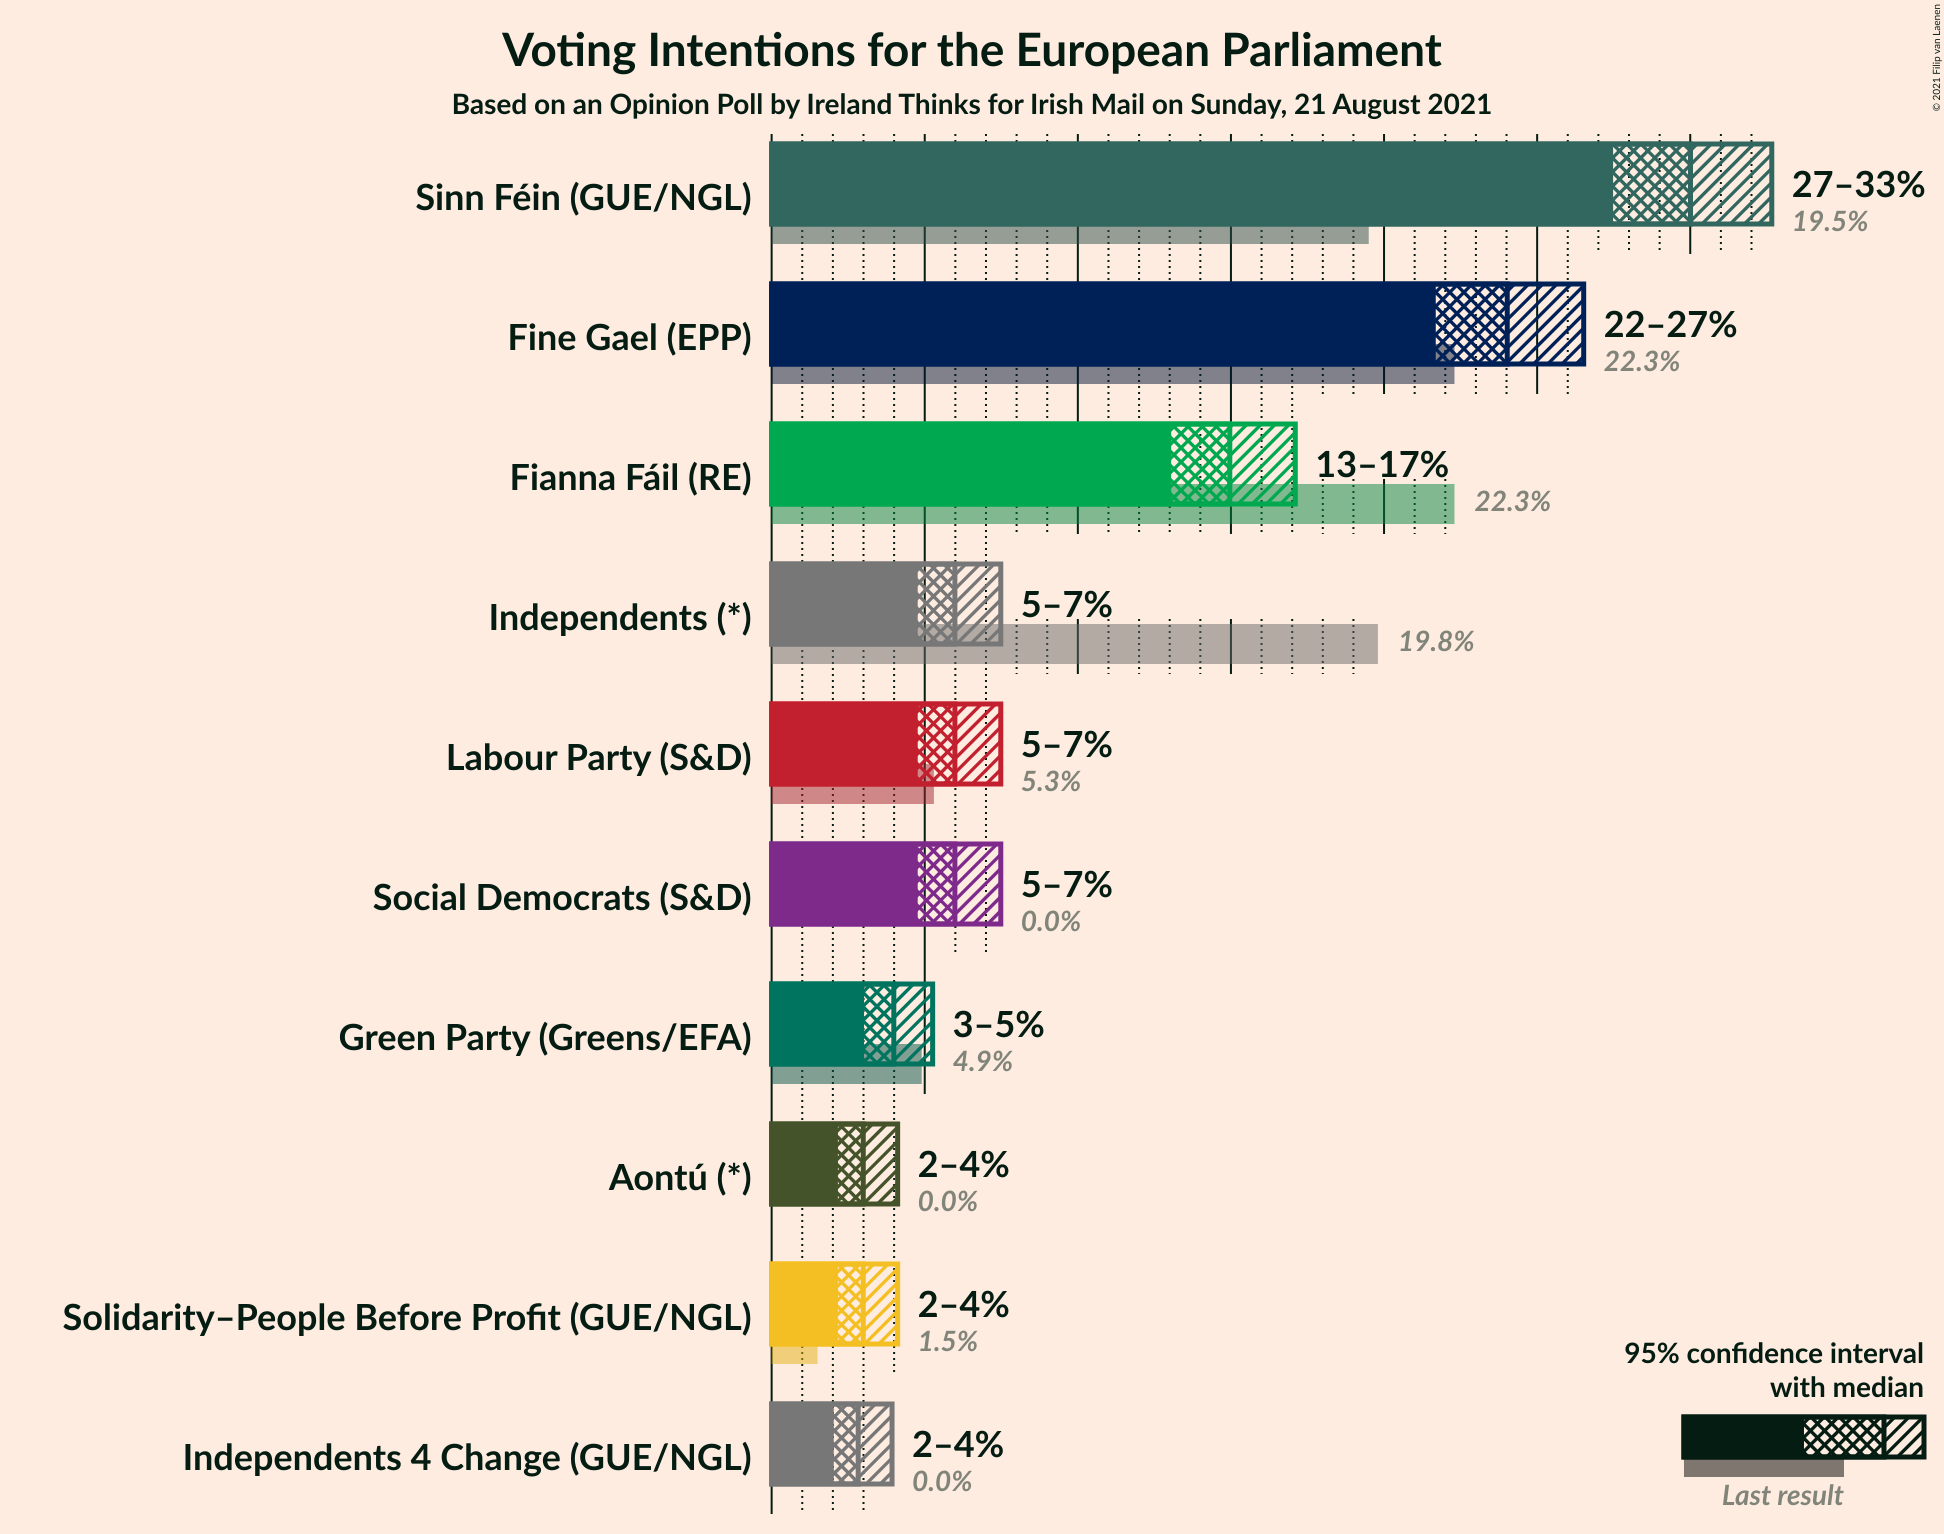 Voting Intentions for the European Parliament
Based on an Opinion Poll by Ireland Thinks for Irish Mail on Sunday, 21 August 2021
© 2021 Filip van Laenen
Sinn Féin (GUE/NGL)
27–33%
19.5%
Fine Gael (EPP)
22–27%
22.3%
Fianna Fáil (RE)
13–17%
22.3%
Independents (*)
5–7%
19.8%
Labour Party (S&D)
5–7%
5.3%
Social Democrats (S&D)
5–7%
0.0%
Green Party (Greens/EFA)
3–5%
4.9%
Aontú (*)
2–4%
0.0%
Solidarity–People Before Profit (GUE/NGL)
2–4%
1.5%
Independents 4 Change (GUE/NGL)
2–4%
0.0%
95% confidence interval
with median
Last result